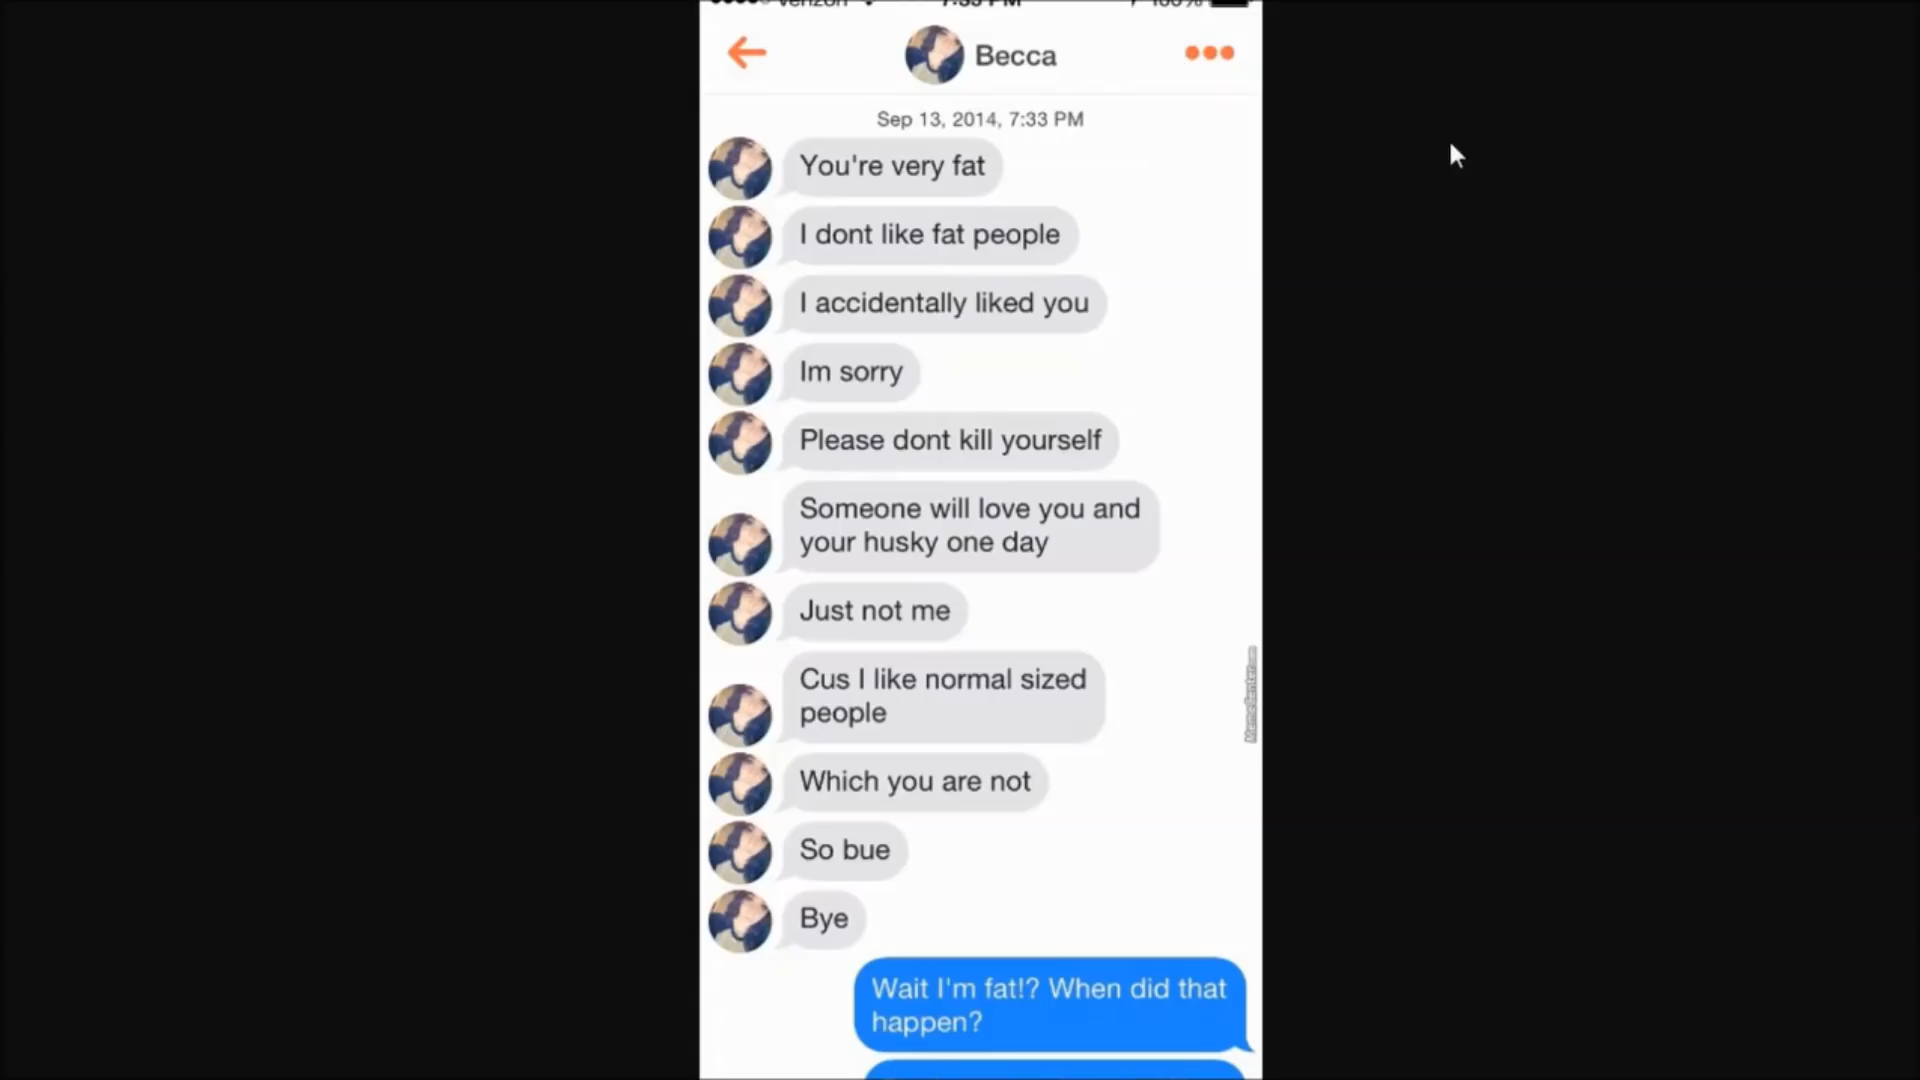 Becca
Sep 13, 2014, 7:33 PM
You're very fat
I dont like fat people
I accidentally liked you
Im sorry
Please dont kill yourself
Someone will love you and
your husky one day
Just not me
Cus I like normal sized
people
Which you are not
So bue
Bye
Wait I'm fat!? When did that
happen?